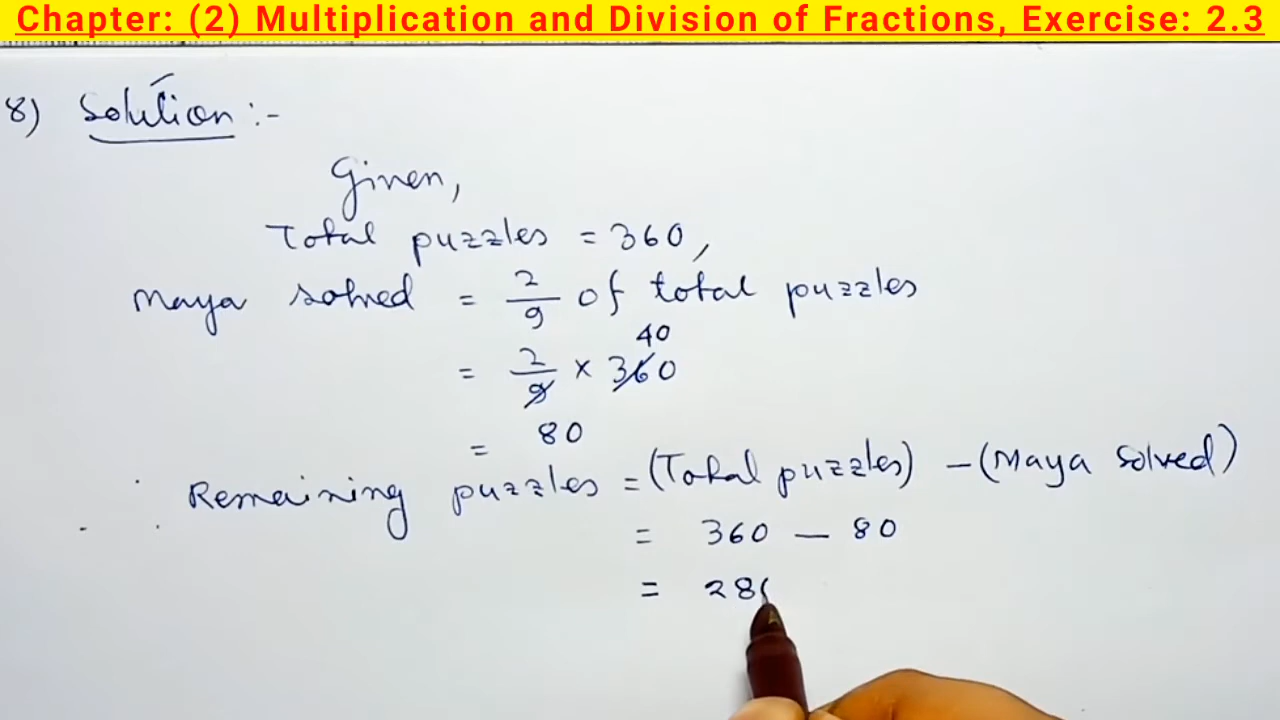 Chapter: (2) Multiplication and Division of Fractions, Exercise: 2.3
8) Solution :-
Given,
Total puzzles = 360,
Maya solved = 2/9 of total puzzles
40
= 2/9 × 360
= 80
Remaining puzzles = (Total puzzles) - (Maya solved)
= 360 - 80
= 28